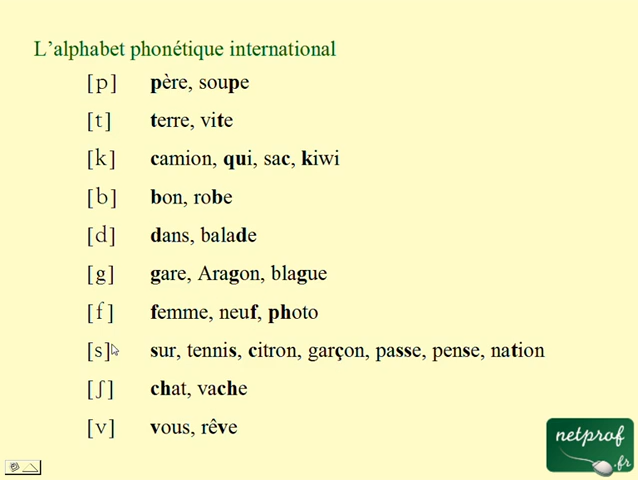 L'alphabet phonétique international
[p] père, soupe
[t] terre, vite
[k] camion, qui, sac, kiwi
[b] bon, robe
[d] dans, balade
[g] gare, Aragon, blague
[f] femme, neuf, photo
[s] sur, tennis, citron, garçon, passe, pense, nation
[ʃ] chat, vache
[v] vous, rêve
netprof
.fr